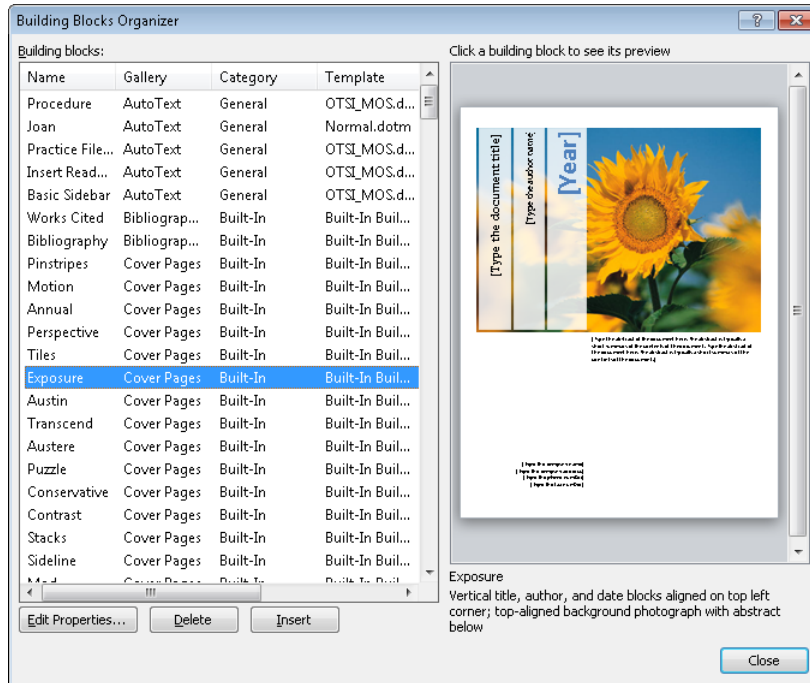 Building Blocks Organizer
Building blocks:
Name Gallery Category Template
Procedure AutoText General OTSI_MOS.d...
Joan AutoText General Normal.dotm
Practice File... AutoText General OTSI_MOS.d...
Insert Read... AutoText General OTSI_MOS.d...
Basic Sidebar AutoText General OTSI_MOS.d...
Works Cited Bibliograp... Built-In Built-In Buil...
Bibliography Bibliograp... Built-In Built-In Buil...
Pinstripes Cover Pages Built-In Built-In Buil...
Motion Cover Pages Built-In Built-In Buil...
Annual Cover Pages Built-In Built-In Buil...
Perspective Cover Pages Built-In Built-In Buil...
Tiles Cover Pages Built-In Built-In Buil...
Exposure Cover Pages Built-In Built-In Buil...
Austin Cover Pages Built-In Built-In Buil...
Transcend Cover Pages Built-In Built-In Buil...
Austere Cover Pages Built-In Built-In Buil...
Puzzle Cover Pages Built-In Built-In Buil...
Conservative Cover Pages Built-In Built-In Buil...
Contrast Cover Pages Built-In Built-In Buil...
Stacks Cover Pages Built-In Built-In Buil...
Sideline Cover Pages Built-In Built-In Buil...
Edit Properties... Delete Insert
Click a building block to see its preview
[Type the document title]
[Type the author name]
[Year]
Exposure
Vertical title, author, and date blocks aligned on top left
corner; top-aligned background photograph with abstract
below
Close